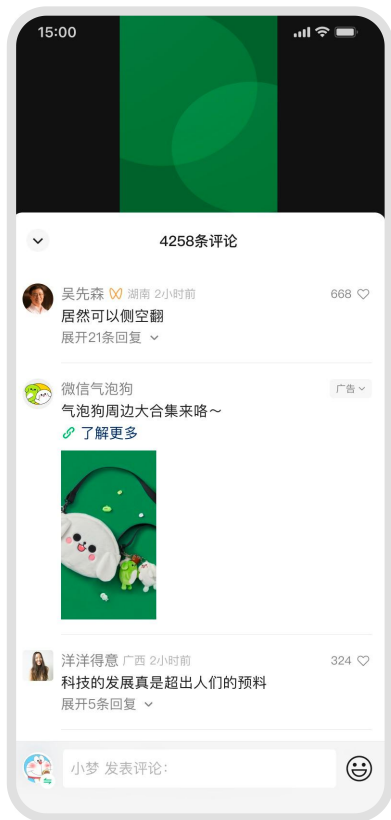 15:00
4258条评论
吴先森 湖南 2小时前 668
居然可以侧空翻
展开21条回复
微信气泡狗 广告
气泡狗周边大合集来咯～
了解更多
洋洋得意 广西 2小时前 324
科技的发展真是超出人们的预料
展开5条回复
小梦 发表评论：